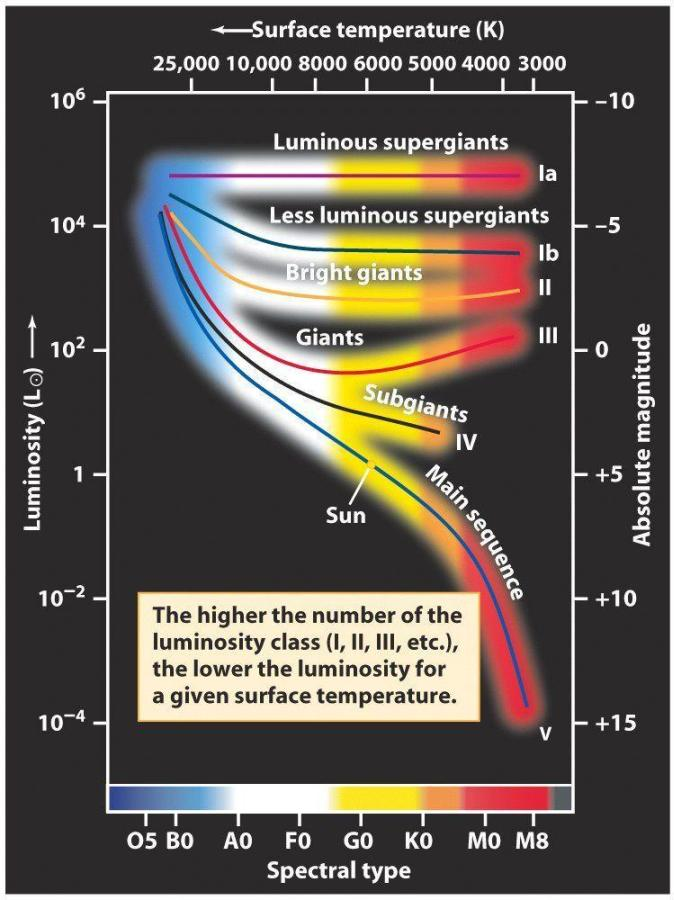 ←Surface temperature (K)
25,000 10,000 8000 6000 5000 4000 3000
10⁶
−10
Luminous supergiants
Ia
10⁴
Less luminous supergiants
−5
Ib
Bright giants
II
Giants
III
10²
0
Subgiants
IV
1
+5
Main sequence
Sun
10⁻²
+10
The higher the number of the
luminosity class (I, II, III, etc.),
the lower the luminosity for
a given surface temperature.
10⁻⁴
+15
V
Luminosity (L☉) →
Absolute magnitude
O5 B0 A0 F0 G0 K0 M0 M8
Spectral type